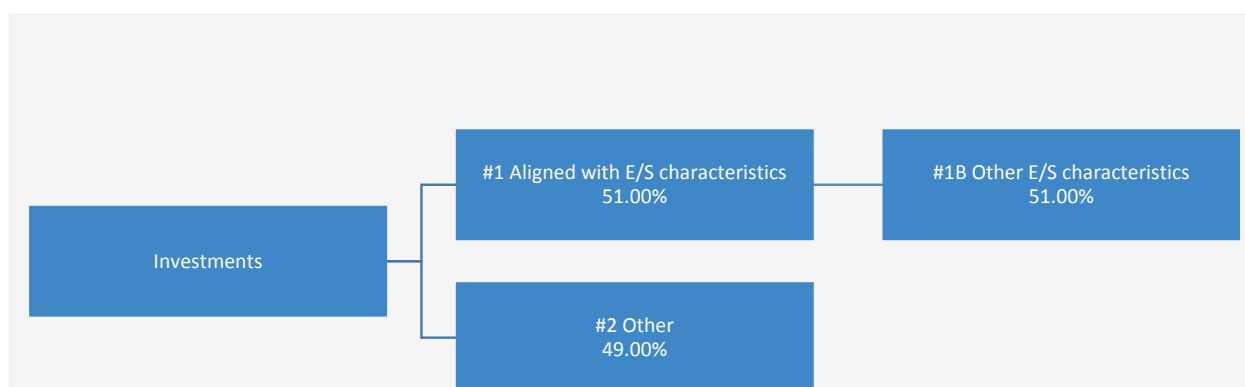 Investments
#1 Aligned with E/S characteristics
51.00%
#1B Other E/S characteristics
51.00%
#2 Other
49.00%